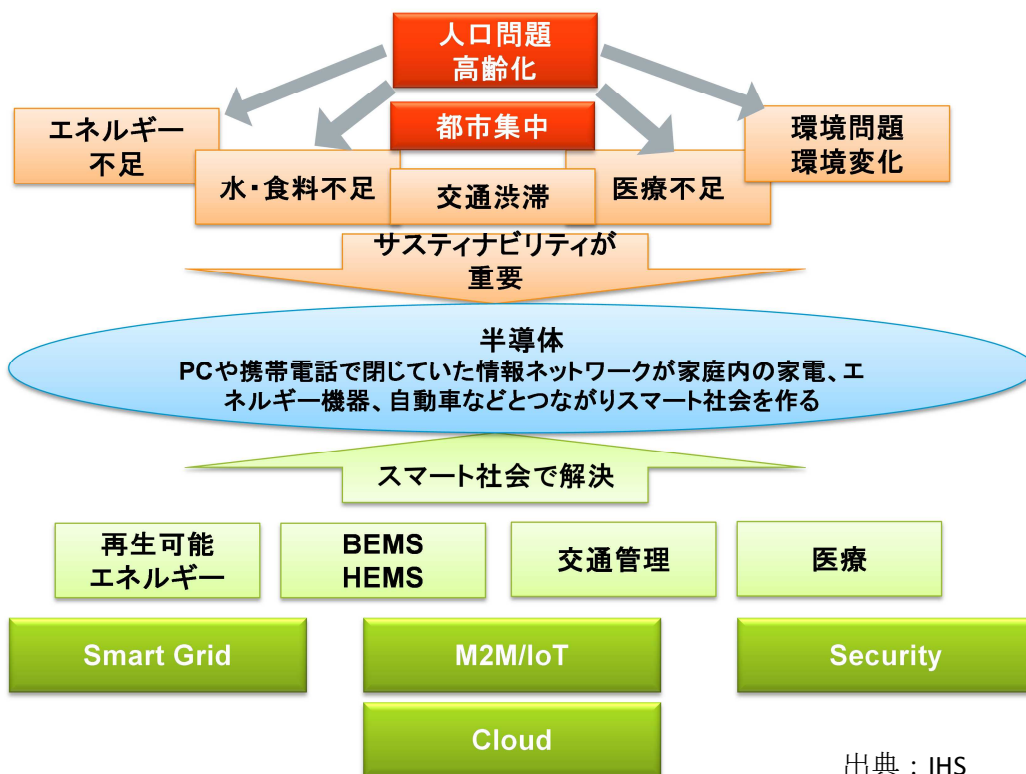 人口問題
高齢化
都市集中
エネルギー
不足
水・食料不足
交通渋滞
医療不足
環境問題
環境変化
サスティナビリティが
重要
半導体
PCや携帯電話で閉じていた情報ネットワークが家庭内の家電、エ
ネルギー機器、自動車などとつながりスマート社会を作る
スマート社会で解決
再生可能
エネルギー
BEMS
HEMS
交通管理
医療
Smart Grid
M2M/IoT
Security
Cloud
出典：IHS